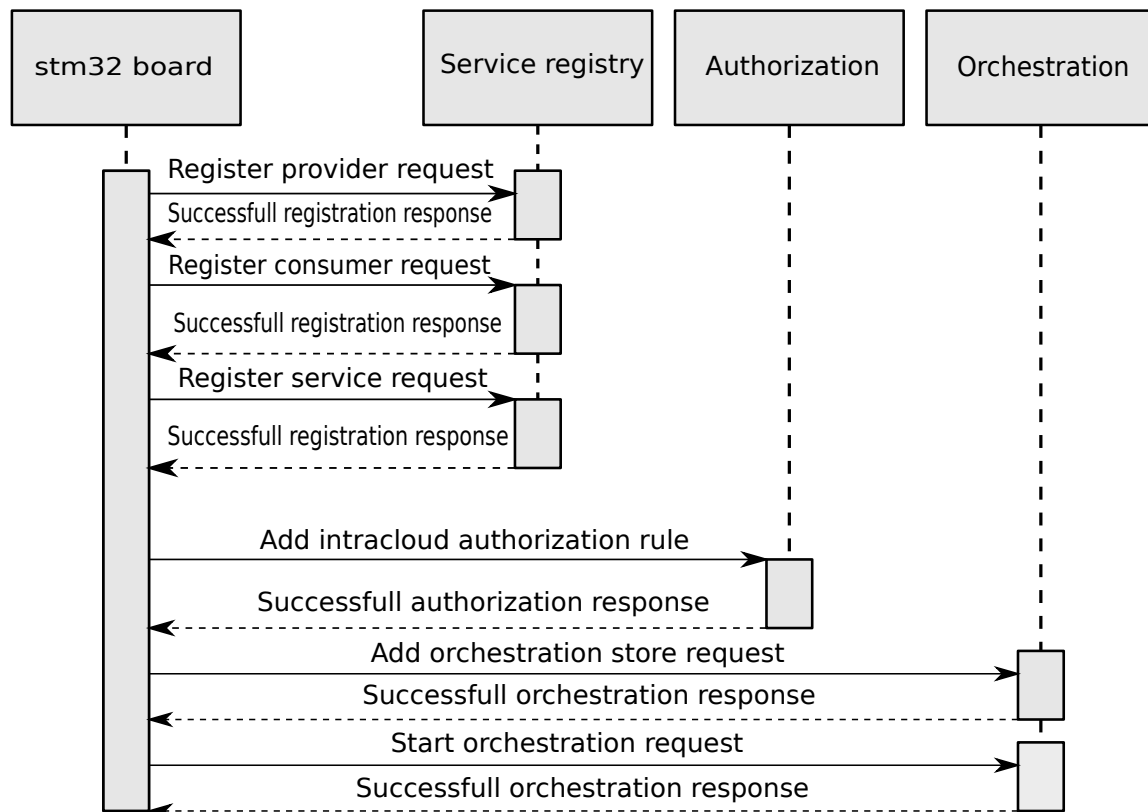 stm32 board
Service registry
Authorization
Orchestration
Register provider request
Successfull registration response
Register consumer request
Successfull registration response
Register service request
Successfull registration response
Add intracloud authorization rule
Successfull authorization response
Add orchestration store request
Successfull orchestration response
Start orchestration request
Successfull orchestration response